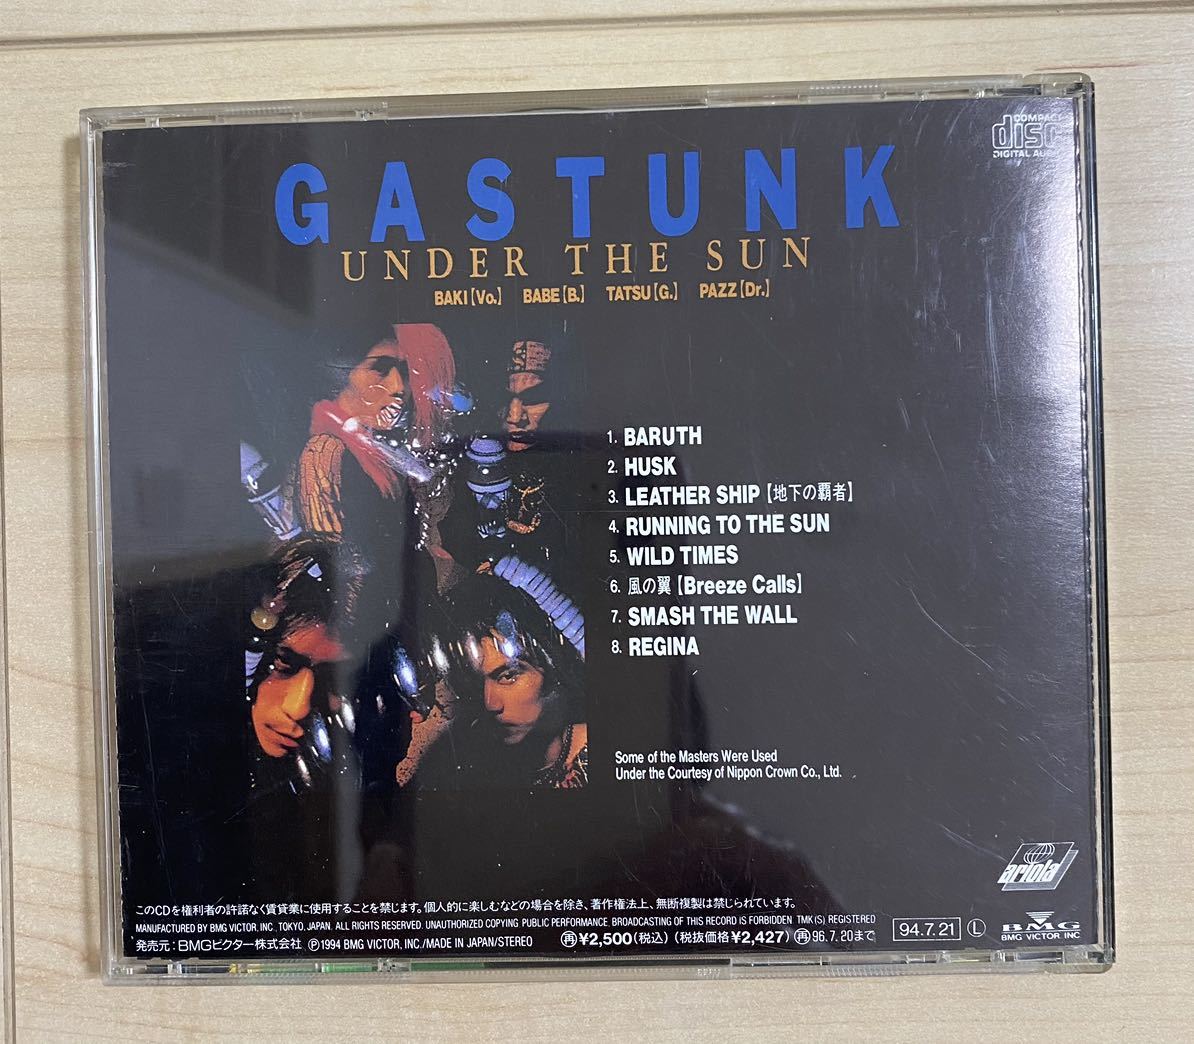 COMPACT
disc
DIGITAL AUDIO
GASTUNK
UNDER THE SUN
BAKI[Vo.] BABE[B.] TATSU[G.] PAZZ[Dr.]
1. BARUTH
2. HUSK
3. LEATHER SHIP【地下の覇者】
4. RUNNING TO THE SUN
5. WILD TIMES
6. 風の翼【Breeze Calls】
7. SMASH THE WALL
8. REGINA
Some of the Masters Were Used
Under the Courtesy of Nippon Crown Co., Ltd.
ariola
このCDを権利者の許諾なく賃貸業に使用することを禁じます。個人的に楽しむなどの場合を除き、著作権法上、無断複製は禁じられています。
MANUFACTURED BY BMG VICTOR, INC., TOKYO, JAPAN. ALL RIGHTS RESERVED. UNAUTHORIZED COPYING PUBLIC PERFORMANCE. BROADCASTING OF THIS RECORD IS FORBIDDEN. TMK(S) REGISTERED
発売元:BMGビクター株式会社 Ⓟ1994 BMG VICTOR, INC./MADE IN JAPAN/STEREO ㊑¥2,500(税込)(税抜価格¥2,427)㊑96.7.20まで 94.7.21 Ⓛ
BMG
BMG VICTOR, INC.